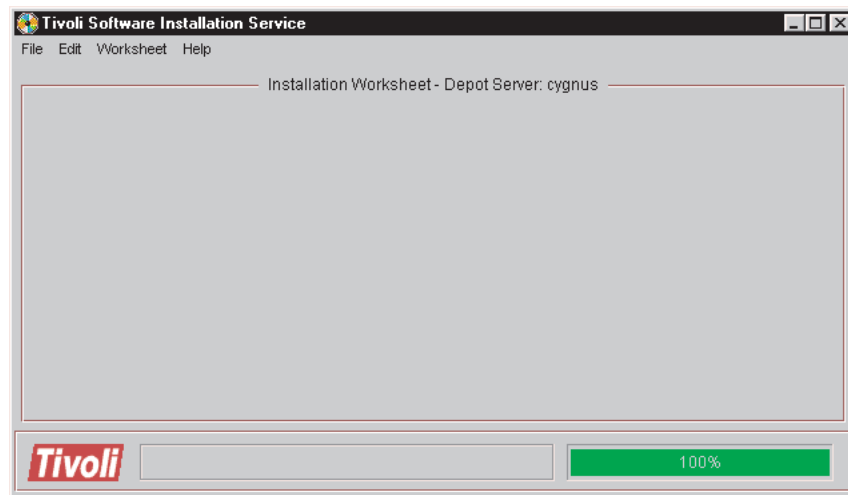 Tivoli Software Installation Service
File Edit Worksheet Help
Installation Worksheet - Depot Server: cygnus
Tivoli
100%